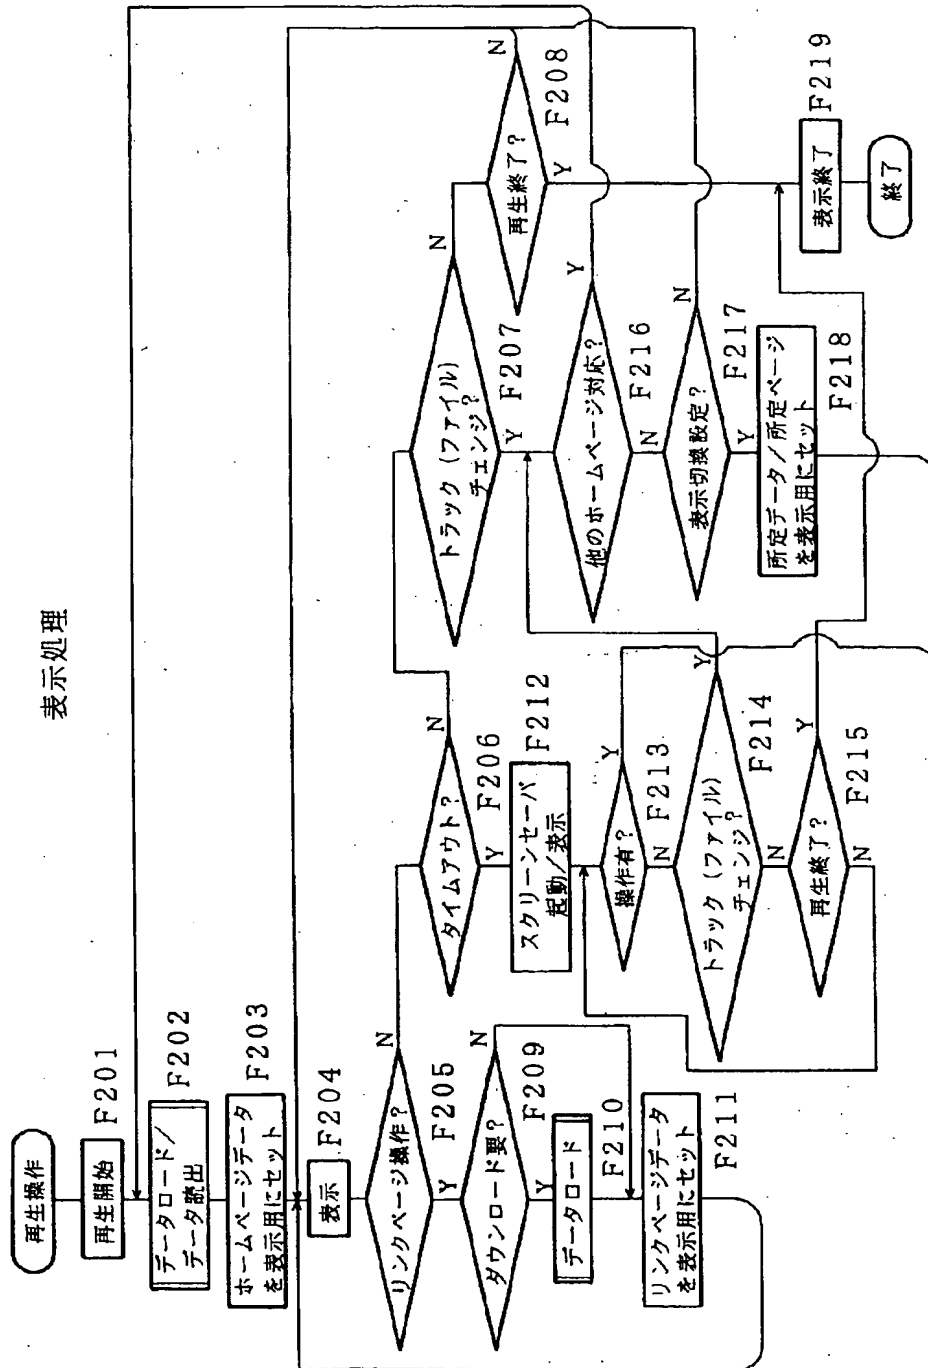 表示処理
再生操作
再生開始
F201
データロード/
データ読出
F202
ホームページデータ
を表示用にセット
F203
表示
F204
リンクページ操作?
F205
N
Y
ダウンロード要?
F209
N
Y
データロード
F210
リンクページデータ
を表示用にセット
F211
タイムアウト?
F206
N
Y
スクリーンセーバ
起動/表示
F212
操作有?
F213
Y
N
トラック(ファイル)
チェンジ?
F214
Y
N
再生終了?
F215
Y
N
トラック(ファイル)
チェンジ?
F207
N
Y
他のホームページ対応?
F216
Y
N
表示切換設定?
F217
N
Y
所定データ/所定ページ
を表示用にセット
F218
再生終了?
F208
N
Y
表示終了
F219
終了